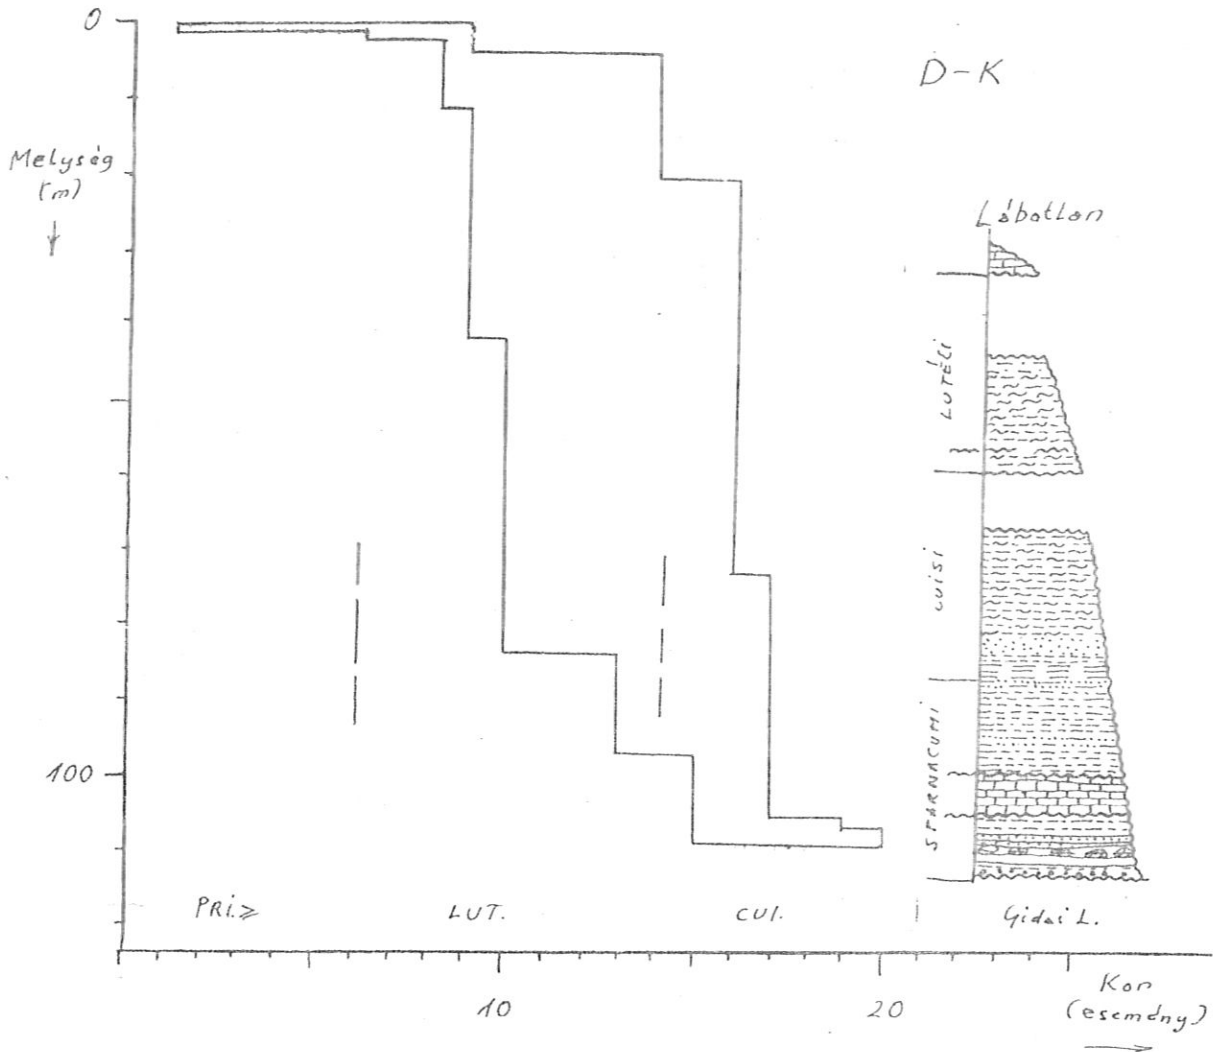 0
D-K
Melység
(m)
Lábatlan
LUTÉCI
CUISI
SPARNACUMI
100
PRI.≥
LUT.
CUI.
Gidai L.
10
20
Kor
(esemény)